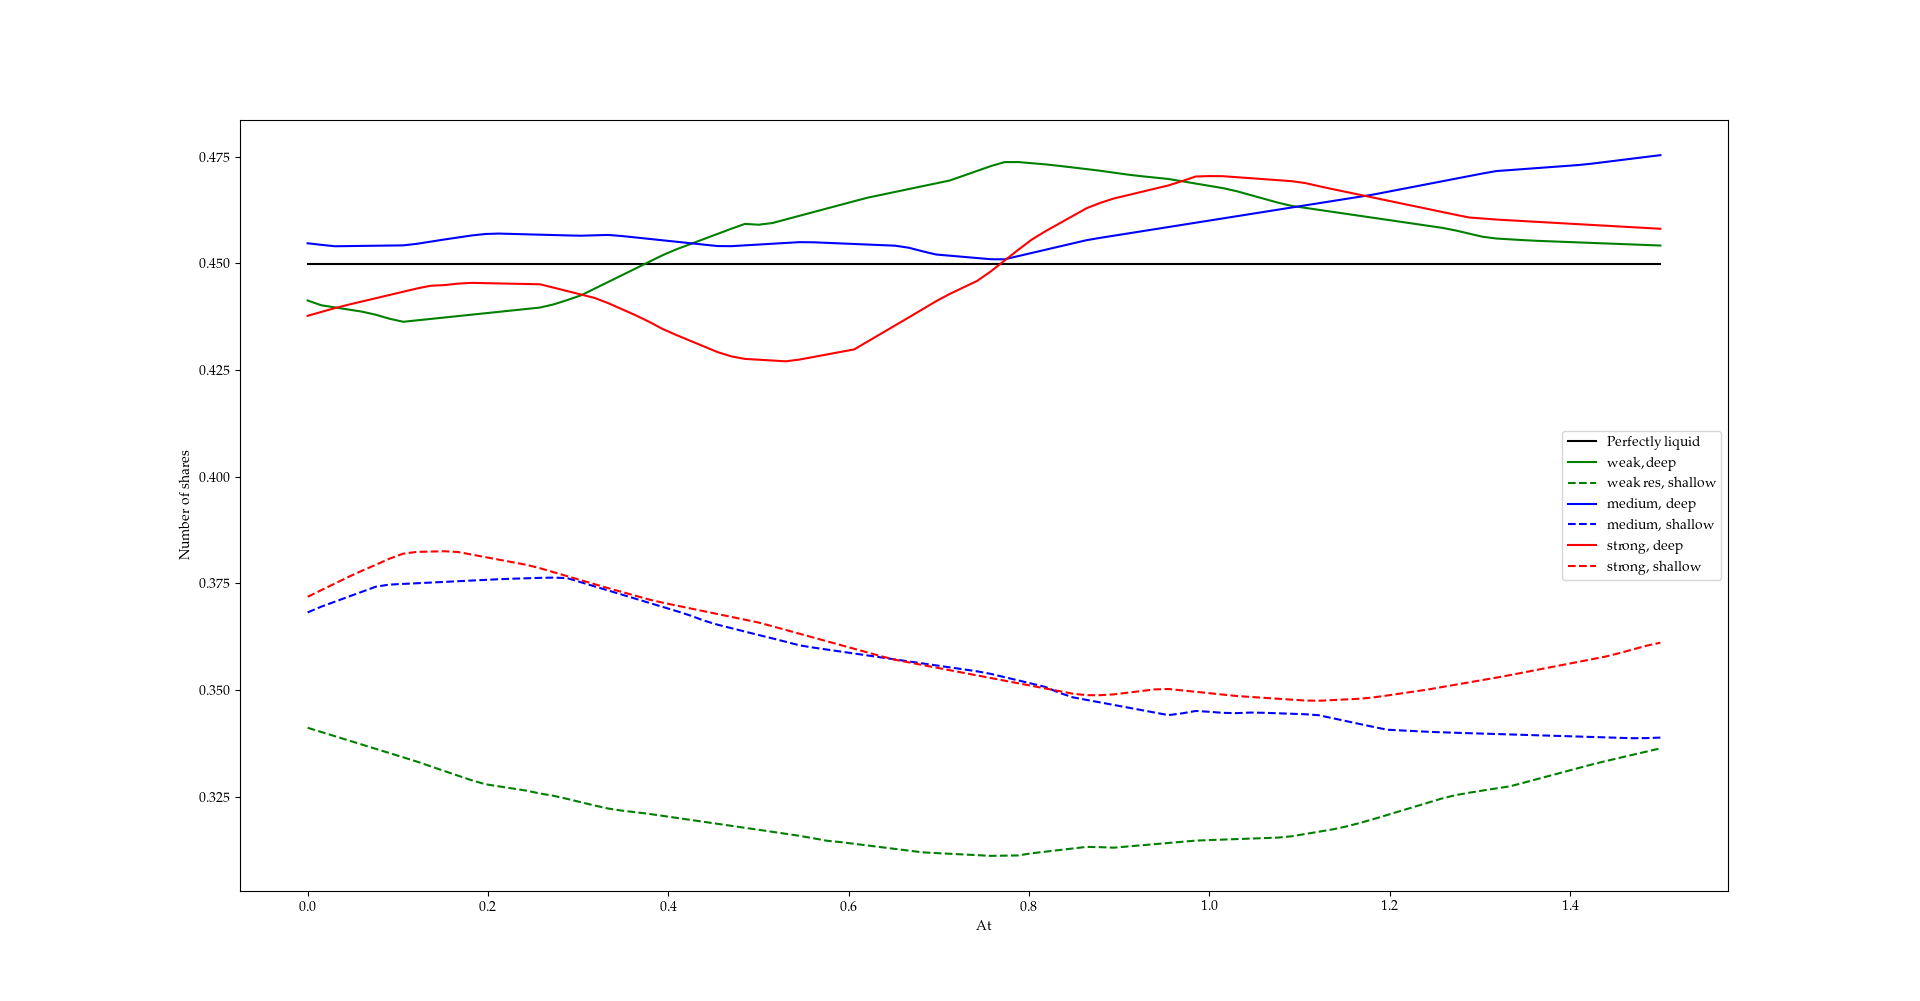 0.475
0.450
0.425
0.400
0.375
0.350
0.325
Number of shares
Perfectly liquid
weak, deep
weak res, shallow
medium, deep
medium, shallow
strong, deep
strong, shallow
0.0 0.2 0.4 0.6 0.8 1.0 1.2 1.4
At